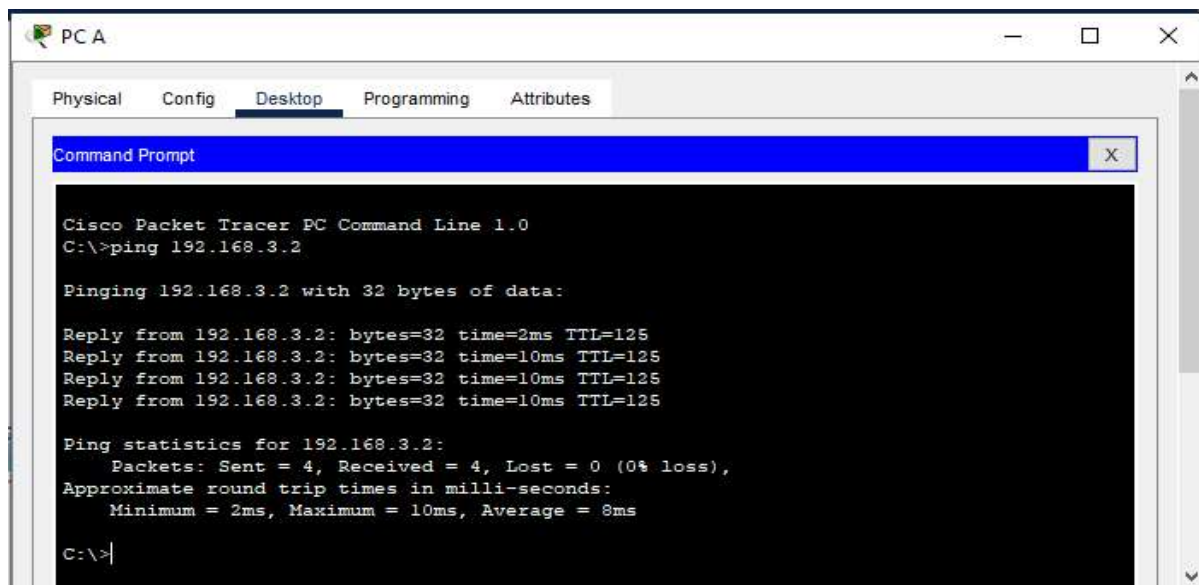 PC A
Physical Config Desktop Programming Attributes
Command Prompt X
Cisco Packet Tracer PC Command Line 1.0
C:\>ping 192.168.3.2
Pinging 192.168.3.2 with 32 bytes of data:
Reply from 192.168.3.2: bytes=32 time=2ms TTL=125
Reply from 192.168.3.2: bytes=32 time=10ms TTL=125
Reply from 192.168.3.2: bytes=32 time=10ms TTL=125
Reply from 192.168.3.2: bytes=32 time=10ms TTL=125
Ping statistics for 192.168.3.2:
Packets: Sent = 4, Received = 4, Lost = 0 (0% loss),
Approximate round trip times in milli-seconds:
Minimum = 2ms, Maximum = 10ms, Average = 8ms
C:\>